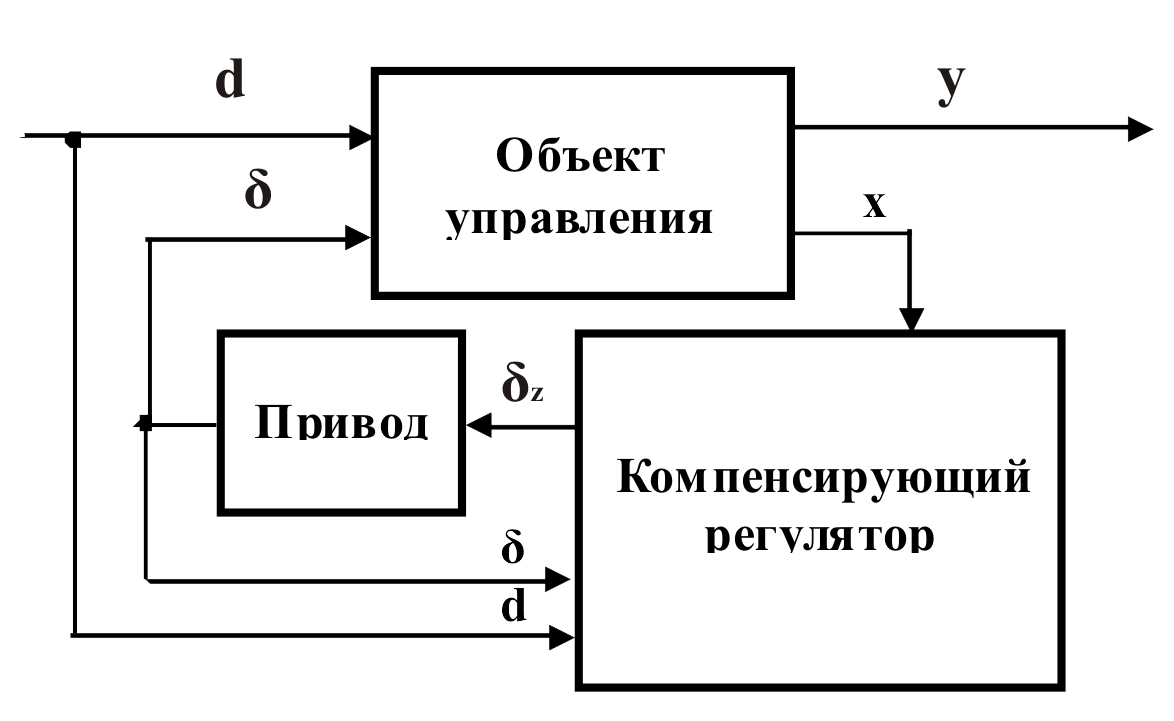 d
y
Объект
управления
δ
x
δz
Привод
Компенсирующий
регулятор
δ
d